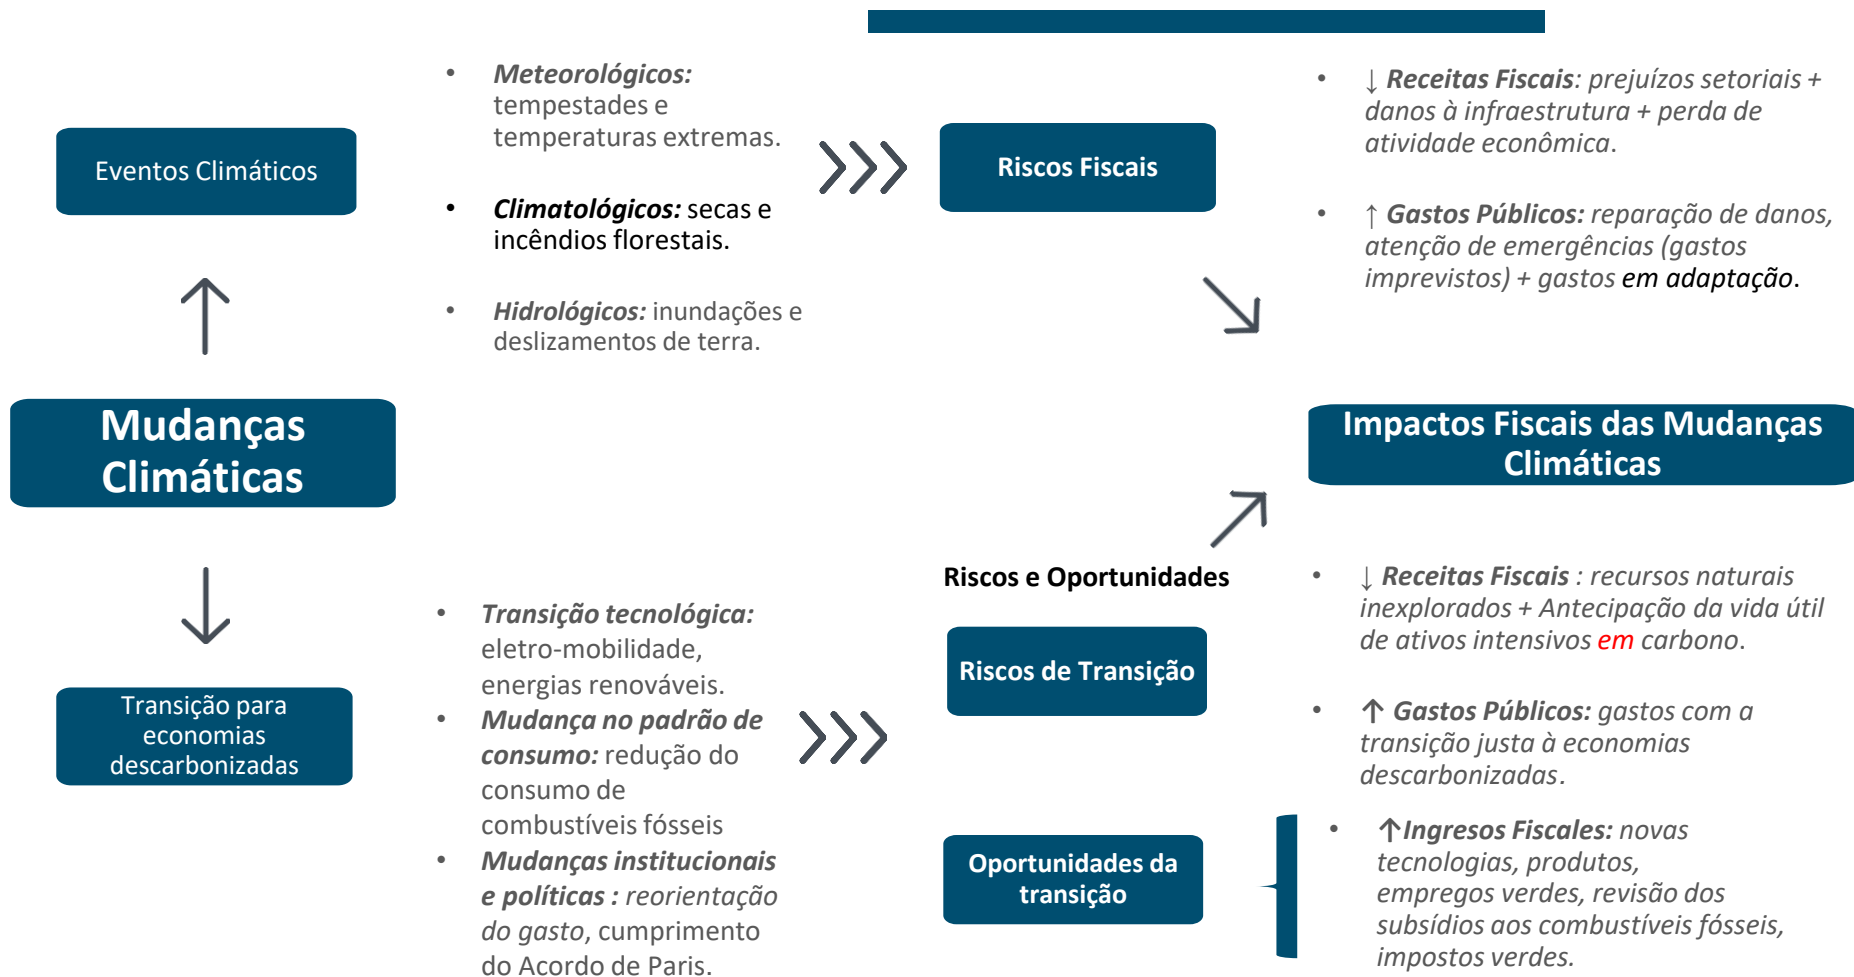 Eventos Climáticos
• Meteorológicos:
tempestades e
temperaturas extremas.
• Climatológicos: secas e
incêndios florestais.
• Hidrológicos: inundações e
deslizamentos de terra.
Riscos Fiscais
• ↓ Receitas Fiscais: prejuízos setoriais +
danos à infraestrutura + perda de
atividade econômica.
• ↑ Gastos Públicos: reparação de danos,
atenção de emergências (gastos
imprevistos) + gastos em adaptação.
Mudanças
Climáticas
Impactos Fiscais das Mudanças
Climáticas
Transição para
economias
descarbonizadas
• Transição tecnológica:
eletro-mobilidade,
energias renováveis.
• Mudança no padrão de
consumo: redução do
consumo de
combustíveis fósseis
• Mudanças institucionais
e políticas : reorientação
do gasto, cumprimento
do Acordo de Paris.
Riscos e Oportunidades
Riscos de Transição
Oportunidades da
transição
• ↓ Receitas Fiscais : recursos naturais
inexplorados + Antecipação da vida útil
de ativos intensivos em carbono.
• ↑ Gastos Públicos: gastos com a
transição justa à economias
descarbonizadas.
• ↑Ingresos Fiscales: novas
tecnologias, produtos,
empregos verdes, revisão dos
subsídios aos combustíveis fósseis,
impostos verdes.